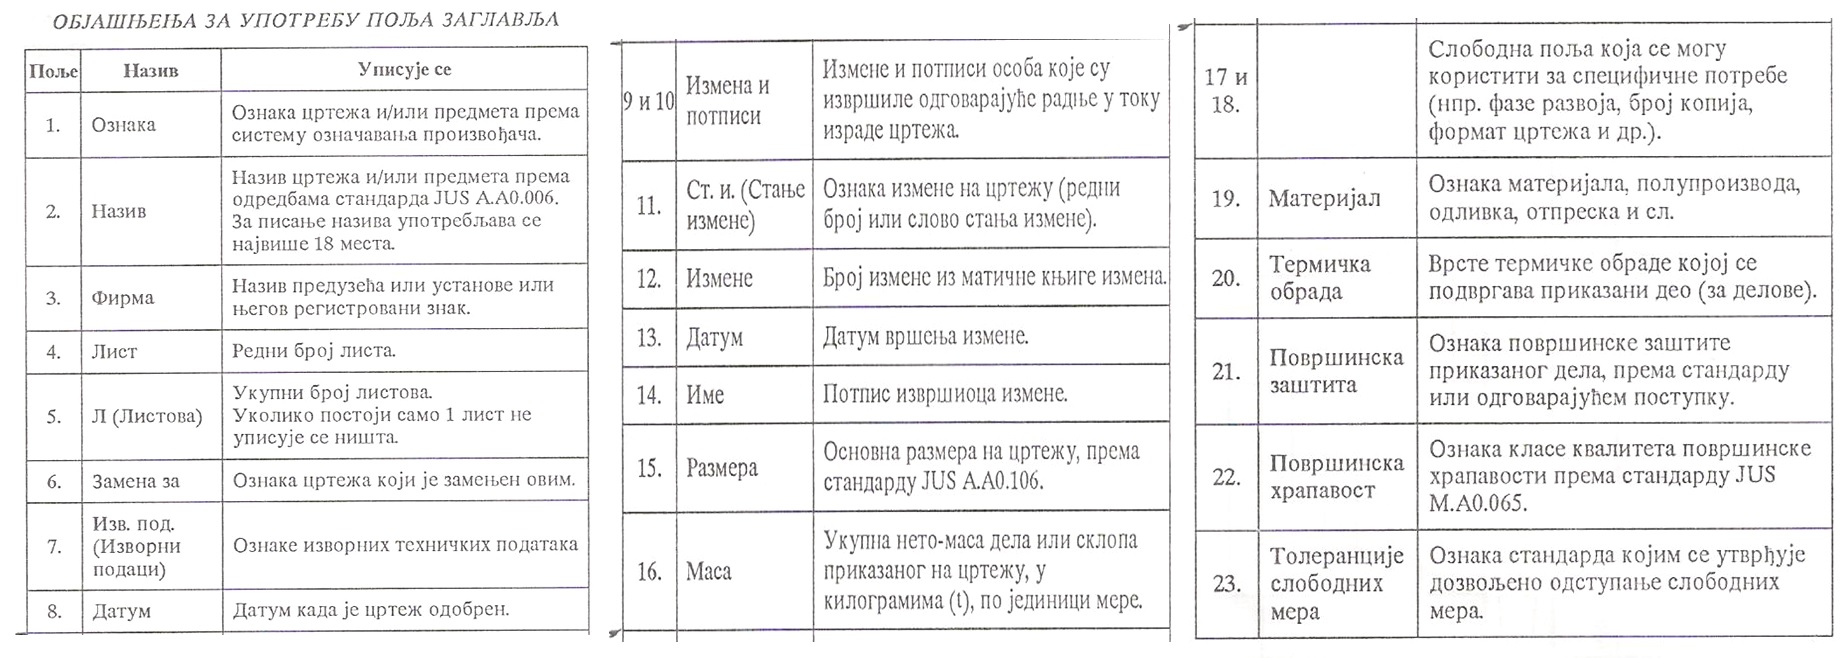 ОБЈАШЊЕЊА ЗА УПОТРЕБУ ПОЉА ЗАГЛАВЉА
Поље Назив Уписује се
1. Ознака Ознака цртежа и/или предмета према
систему означавања произвођача.
2. Назив Назив цртежа и/или предмета према
одредбама стандарда JUS A.A0.006.
За писање назива употребљава се
највише 18 места.
3. Фирма Назив предузећа или установе или
његов регистровани знак.
4. Лист Редни број листа.
5. Л (Листова) Укупни број листова.
Уколико постоји само 1 лист не
уписује се ништа.
6. Замена за Ознака цртежа који је замењен овим.
7. Изв. под.
(Изворни
подаци)
Ознаке изворних техничких података
8. Датум Датум када је цртеж одобрен.
9 и 10 Измена и
потписи
Измене и потписи особа које су
извршиле одговарајуће радње у току
израде цртежа.
11. Ст. и. (Стање
измене)
Ознака измене на цртежу (редни
број или слово стања измене).
12. Измене Број измене из матичне књиге измена.
13. Датум Датум вршења измене.
14. Име Потпис извршиоца измене.
15. Размера Основна размера на цртежу, према
стандарду JUS A.A0.106.
16. Маса Укупна нето-маса дела или склопа
приказаног на цртежу, у
килограмима (t), по јединици мере.
17 и
18.
Слободна поља која се могу
користити за специфичне потребе
(нпр. фазе развоја, број копија,
формат цртежа и др.).
19. Материјал Ознака материјала, полупроизвода,
одливка, отпреска и сл.
20. Термичка
обрада
Врсте термичке обраде којој се
подвргава приказани део (за делове).
21. Површинска
заштита
Ознака површинске заштите
приказаног дела, према стандарду
или одговарајућем поступку.
22. Површинска
храпавост
Ознака класе квалитета површинске
храпавости према стандарду JUS
M.A0.065.
23. Толеранције
слободних
мера
Ознака стандарда којим се утврђује
дозвољено одступање слободних
мера.